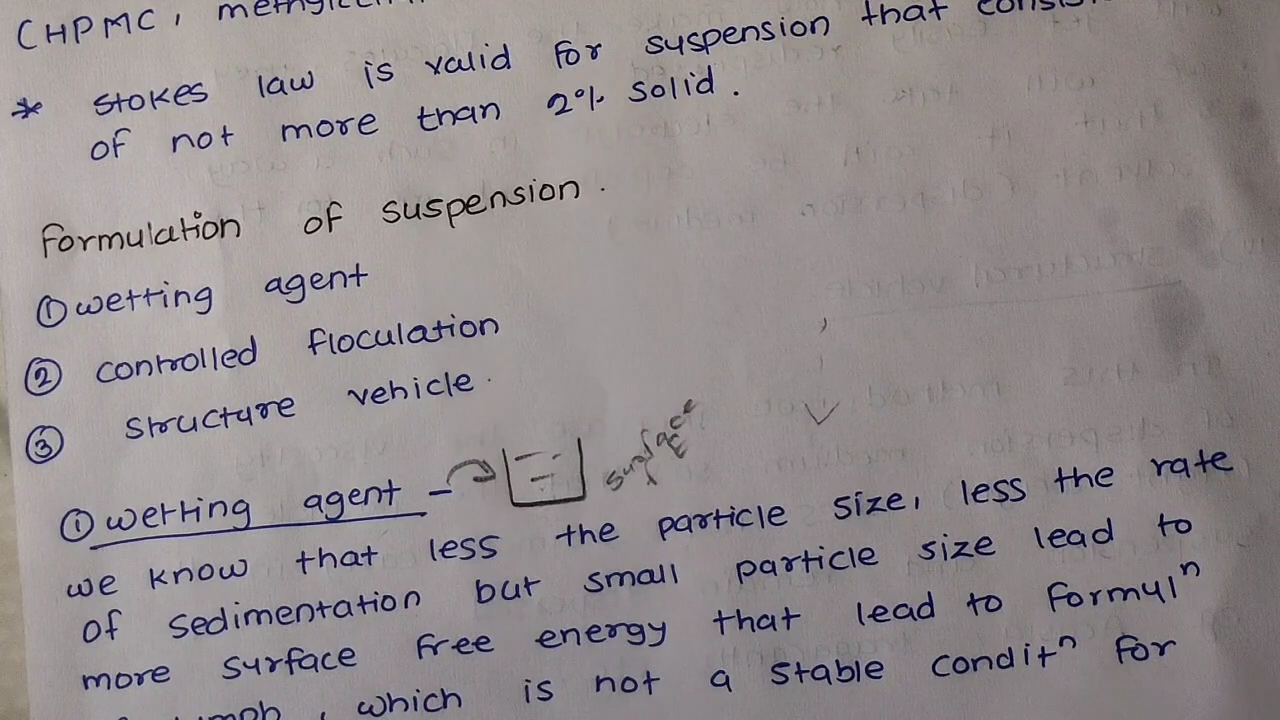 CHPMC, methylcell
* Stokes law is valid for suspension that consis
of not more than 2% solid.
Formulation of suspension.
① wetting agent
② controlled floculation
③ structure vehicle.
① wetting agent - surface
we know that less the particle size, less the rate
of sedimentation but small particle size lead to
more surface free energy that lead to formulⁿ
which is not a stable conditⁿ for